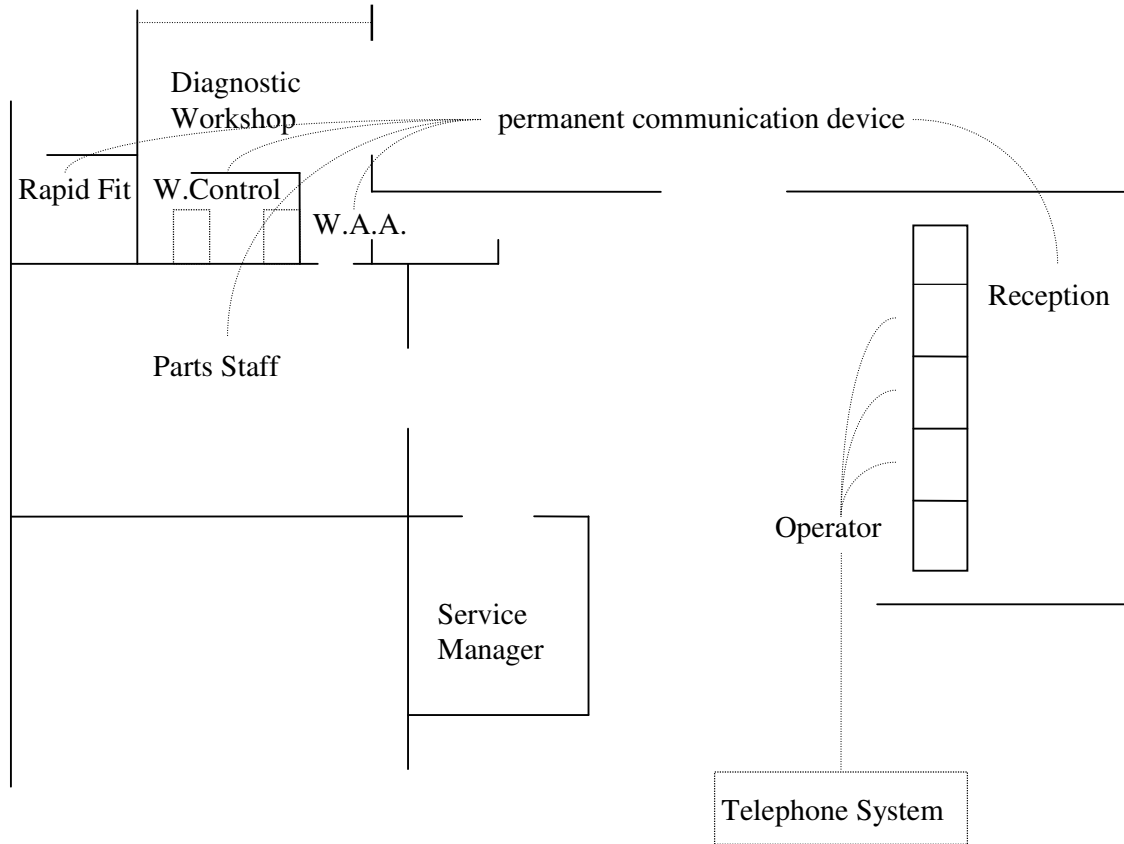 Diagnostic
Workshop
permanent communication device
Rapid Fit
W.Control
W.A.A.
Reception
Parts Staff
Operator
Service
Manager
Telephone System